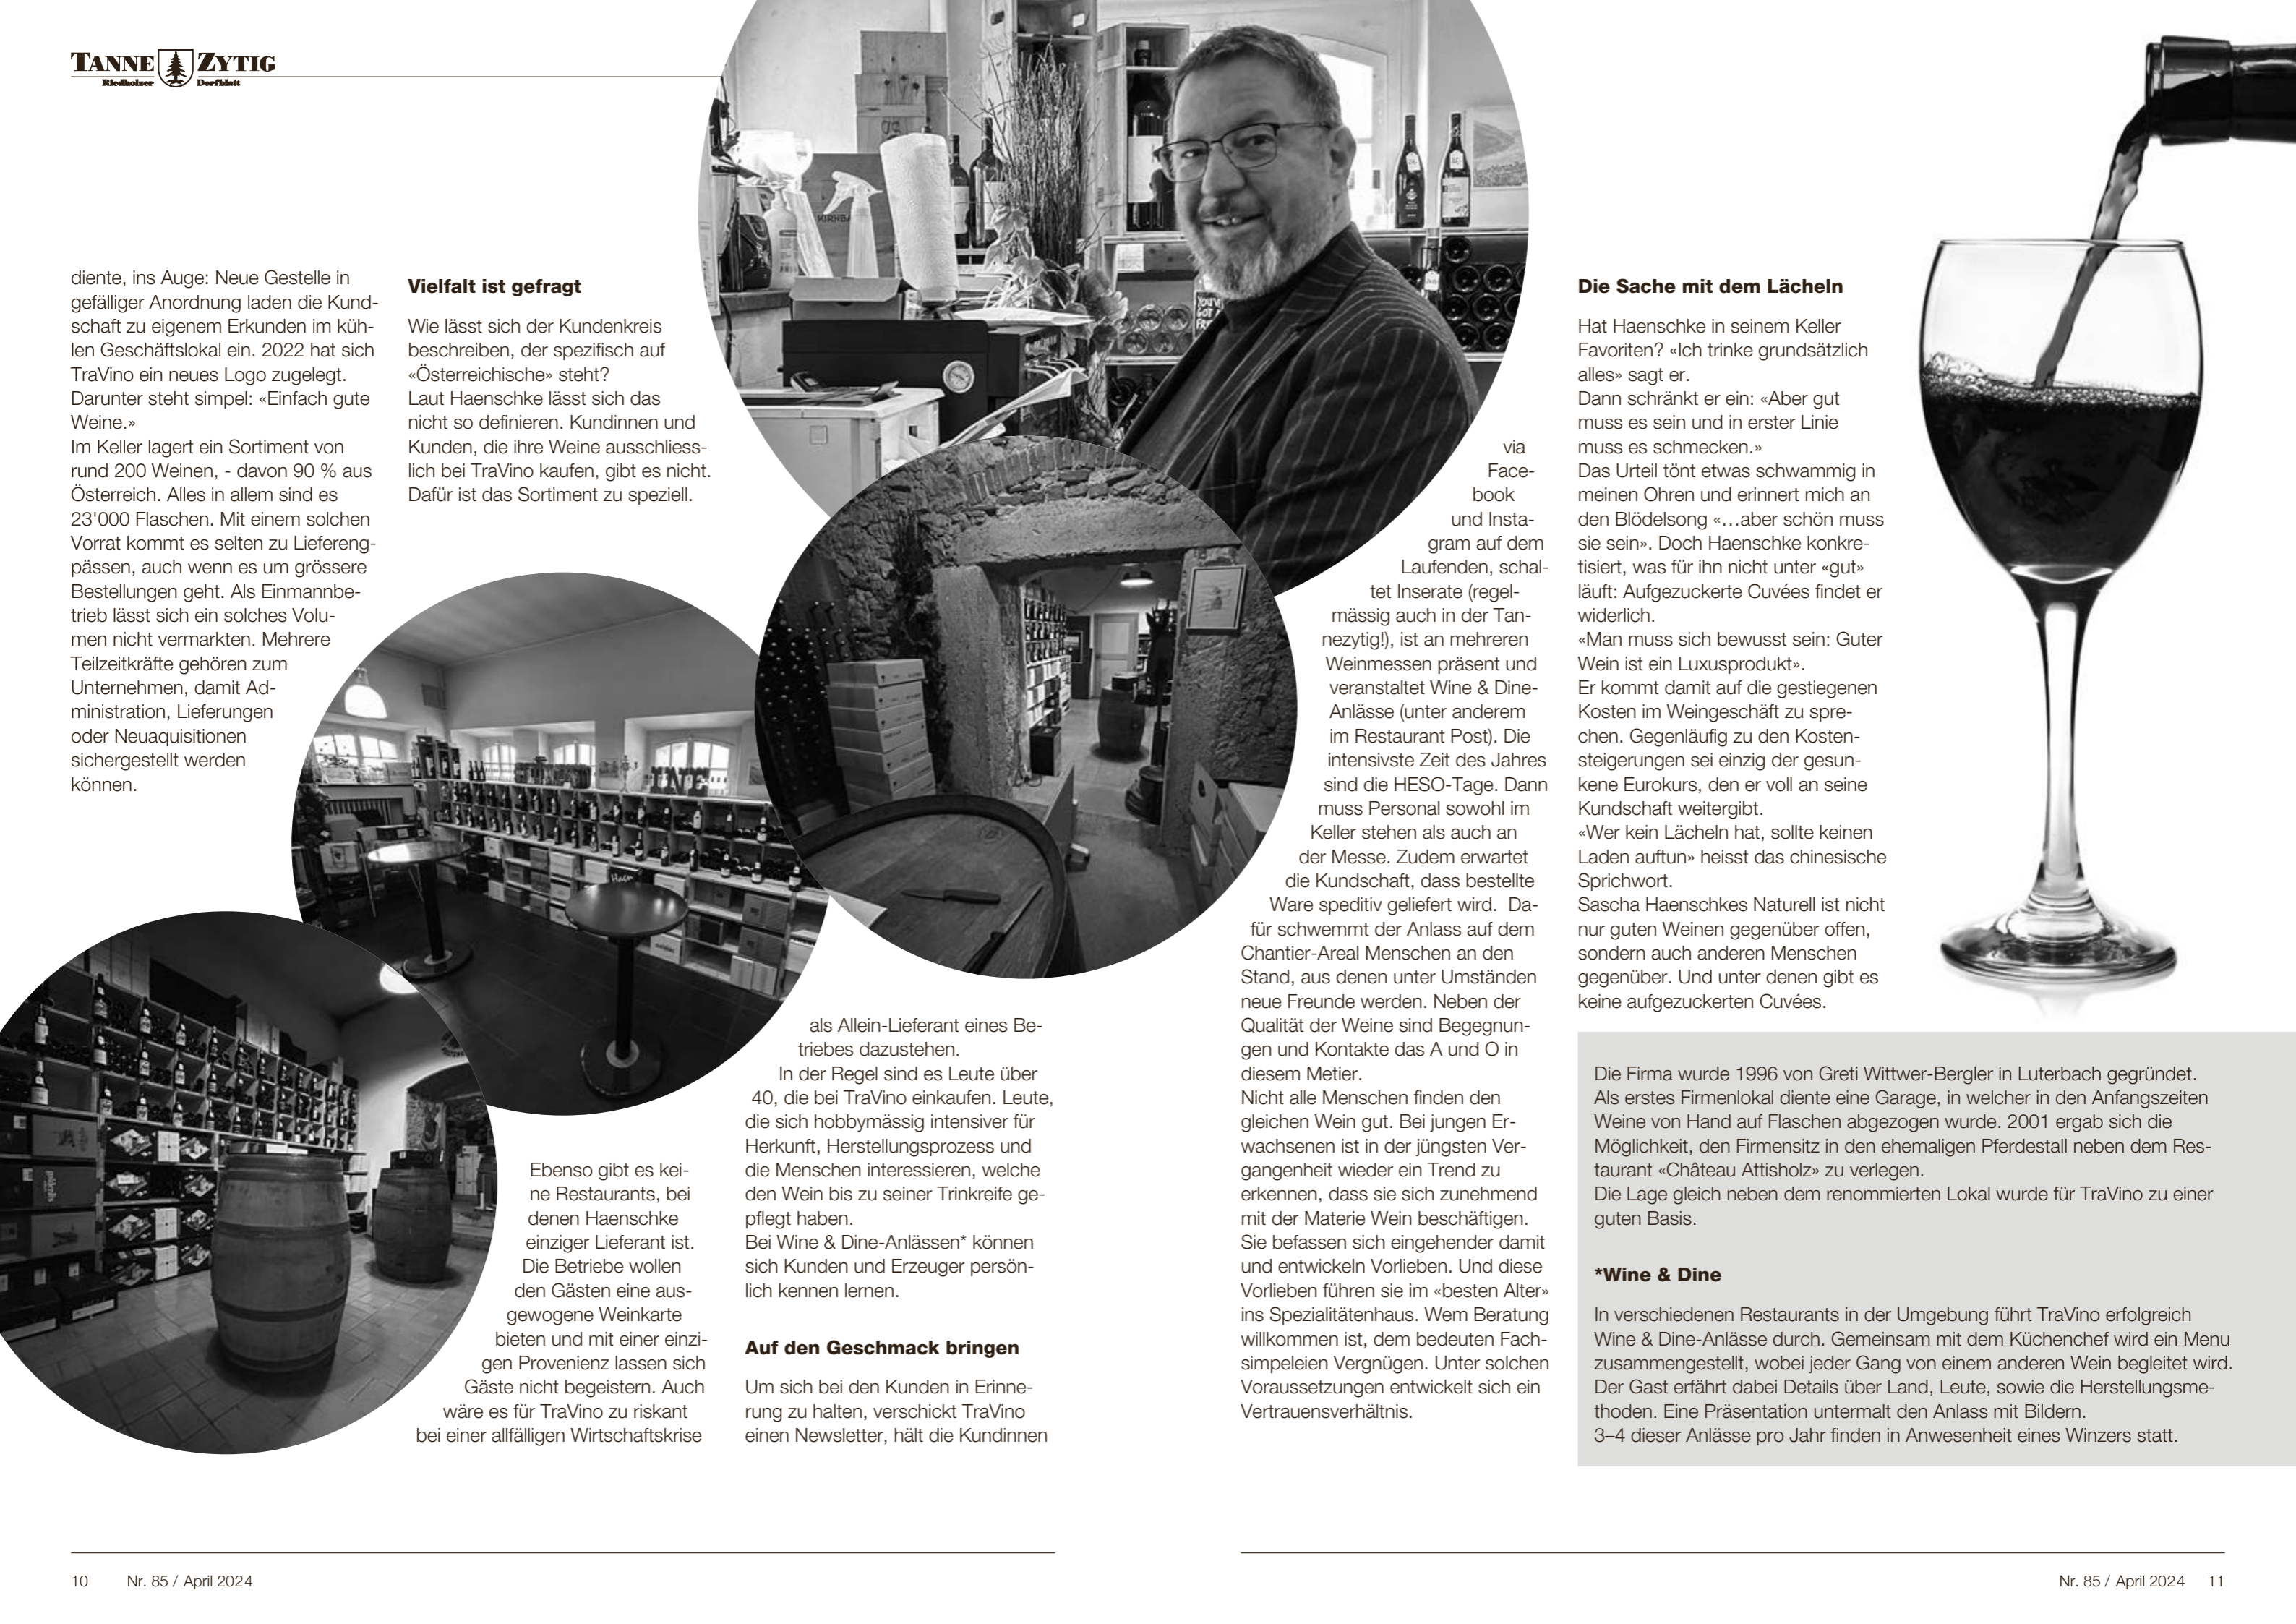 TANNE ZYTIG
Riedholzer Dorfblatt
diente, ins Auge: Neue Gestelle in
gefälliger Anordnung laden die Kund-
schaft zu eigenem Erkunden im küh-
len Geschäftslokal ein. 2022 hat sich
TraVino ein neues Logo zugelegt.
Darunter steht simpel: «Einfach gute
Weine.»
Im Keller lagert ein Sortiment von
rund 200 Weinen, - davon 90 % aus
Österreich. Alles in allem sind es
23'000 Flaschen. Mit einem solchen
Vorrat kommt es selten zu Liefereng-
pässen, auch wenn es um grössere
Bestellungen geht. Als Einmannbe-
trieb lässt sich ein solches Volu-
men nicht vermarkten. Mehrere
Teilzeitkräfte gehören zum
Unternehmen, damit Ad-
ministration, Lieferungen
oder Neuaquisitionen
sichergestellt werden
können.
Vielfalt ist gefragt
Wie lässt sich der Kundenkreis
beschreiben, der spezifisch auf
«Österreichische» steht?
Laut Haenschke lässt sich das
nicht so definieren. Kundinnen und
Kunden, die ihre Weine ausschliess-
lich bei TraVino kaufen, gibt es nicht.
Dafür ist das Sortiment zu speziell.
Ebenso gibt es kei-
ne Restaurants, bei
denen Haenschke
einziger Lieferant ist.
Die Betriebe wollen
den Gästen eine aus-
gewogene Weinkarte
bieten und mit einer einzi-
gen Provenienz lassen sich
Gäste nicht begeistern. Auch
wäre es für TraVino zu riskant
bei einer allfälligen Wirtschaftskrise
als Allein-Lieferant eines Be-
triebes dazustehen.
In der Regel sind es Leute über
40, die bei TraVino einkaufen. Leute,
die sich hobbymässig intensiver für
Herkunft, Herstellungsprozess und
die Menschen interessieren, welche
den Wein bis zu seiner Trinkreife ge-
pflegt haben.
Bei Wine & Dine-Anlässen* können
sich Kunden und Erzeuger persön-
lich kennen lernen.
Auf den Geschmack bringen
Um sich bei den Kunden in Erinne-
rung zu halten, verschickt TraVino
einen Newsletter, hält die Kundinnen
via
Face-
book
und Insta-
gram auf dem
Laufenden, schal-
tet Inserate (regel-
mässig auch in der Tan-
nezytig!), ist an mehreren
Weinmessen präsent und
veranstaltet Wine & Dine-
Anlässe (unter anderem
im Restaurant Post). Die
intensivste Zeit des Jahres
sind die HESO-Tage. Dann
muss Personal sowohl im
Keller stehen als auch an
der Messe. Zudem erwartet
die Kundschaft, dass bestellte
Ware speditiv geliefert wird. Da-
für schwemmt der Anlass auf dem
Chantier-Areal Menschen an den
Stand, aus denen unter Umständen
neue Freunde werden. Neben der
Qualität der Weine sind Begegnun-
gen und Kontakte das A und O in
diesem Metier.
Nicht alle Menschen finden den
gleichen Wein gut. Bei jungen Er-
wachsenen ist in der jüngsten Ver-
gangenheit wieder ein Trend zu
erkennen, dass sie sich zunehmend
mit der Materie Wein beschäftigen.
Sie befassen sich eingehender damit
und entwickeln Vorlieben. Und diese
Vorlieben führen sie im «besten Alter»
ins Spezialitätenhaus. Wem Beratung
willkommen ist, dem bedeuten Fach-
simpeleien Vergnügen. Unter solchen
Voraussetzungen entwickelt sich ein
Vertrauensverhältnis.
Die Sache mit dem Lächeln
Hat Haenschke in seinem Keller
Favoriten? «Ich trinke grundsätzlich
alles» sagt er.
Dann schränkt er ein: «Aber gut
muss es sein und in erster Linie
muss es schmecken.»
Das Urteil tönt etwas schwammig in
meinen Ohren und erinnert mich an
den Blödelsong «…aber schön muss
sie sein». Doch Haenschke konkre-
tisiert, was für ihn nicht unter «gut»
läuft: Aufgezuckerte Cuvées findet er
widerlich.
«Man muss sich bewusst sein: Guter
Wein ist ein Luxusprodukt».
Er kommt damit auf die gestiegenen
Kosten im Weingeschäft zu spre-
chen. Gegenläufig zu den Kosten-
steigerungen sei einzig der gesun-
kene Eurokurs, den er voll an seine
Kundschaft weitergibt.
«Wer kein Lächeln hat, sollte keinen
Laden auftun» heisst das chinesische
Sprichwort.
Sascha Haenschkes Naturell ist nicht
nur guten Weinen gegenüber offen,
sondern auch anderen Menschen
gegenüber. Und unter denen gibt es
keine aufgezuckerten Cuvées.
Die Firma wurde 1996 von Greti Wittwer-Bergler in Luterbach gegründet.
Als erstes Firmenlokal diente eine Garage, in welcher in den Anfangszeiten
Weine von Hand auf Flaschen abgezogen wurde. 2001 ergab sich die
Möglichkeit, den Firmensitz in den ehemaligen Pferdestall neben dem Res-
taurant «Château Attisholz» zu verlegen.
Die Lage gleich neben dem renommierten Lokal wurde für TraVino zu einer
guten Basis.
*Wine & Dine
In verschiedenen Restaurants in der Umgebung führt TraVino erfolgreich
Wine & Dine-Anlässe durch. Gemeinsam mit dem Küchenchef wird ein Menu
zusammengestellt, wobei jeder Gang von einem anderen Wein begleitet wird.
Der Gast erfährt dabei Details über Land, Leute, sowie die Herstellungsme-
thoden. Eine Präsentation untermalt den Anlass mit Bildern.
3–4 dieser Anlässe pro Jahr finden in Anwesenheit eines Winzers statt.
10 Nr. 85 / April 2024
Nr. 85 / April 2024 11